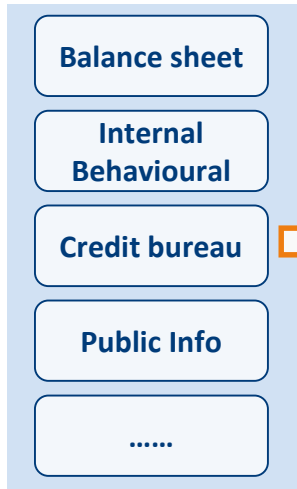 Balance sheet
Internal
Behavioural
Credit bureau
Public Info
......